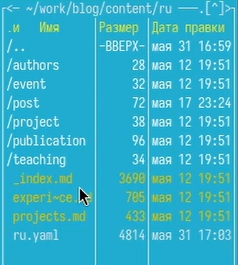 <− ~/work/blog/content/ru ──.[^]>
.и Имя Размер Дата правки
/.. -ВВЕРХ- мая 31 16:59
/authors 28 мая 12 19:51
/event 32 мая 12 19:51
/post 72 мая 17 23:24
/project 38 мая 12 19:51
/publication 96 мая 12 19:51
/teaching 34 мая 12 19:51
_index.md 3690 мая 12 19:51
experi~ce. 705 мая 12 19:51
projects.md 433 мая 12 19:51
ru.yaml 4814 мая 31 17:03